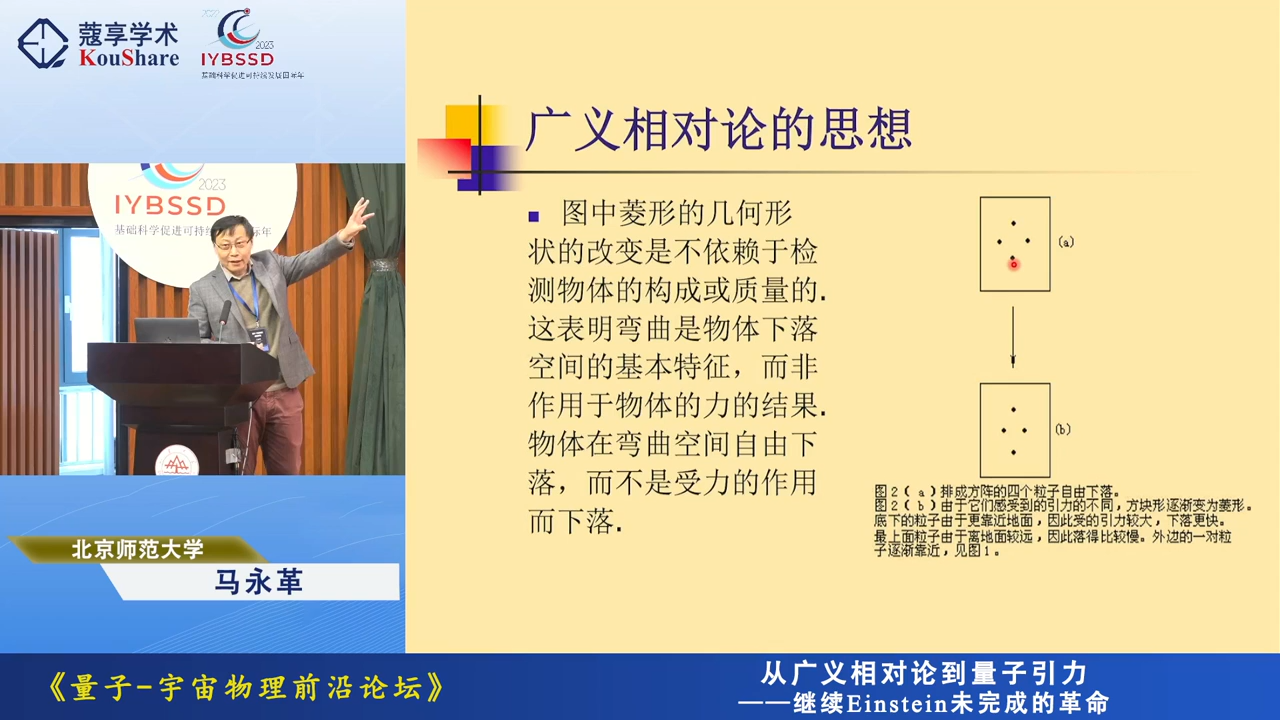 蔻享学术
KouShare
2023
IYBSSD
基础科学促进可持续发展国际年
2023
IYBSSD
基础科学促进可持续
际年
北京师范大学
马永革
广义相对论的思想
图中菱形的几何形
状的改变是不依赖于检
测物体的构成或质量的.
这表明弯曲是物体下落
空间的基本特征，而非
作用于物体的力的结果.
物体在弯曲空间自由下
落，而不是受力的作用
而下落.
(a)
(b)
图2(a)排成方阵的四个粒子自由下落。
图2(b)由于它们感受到的引力的不同，方块形逐渐变为菱形。
底下的粒子由于更靠近地面，因此受的引力较大，下落更快。
最上面粒子由于离地面较远，因此落得比较慢。外边的一对粒
子逐渐靠近，见图1。
《量子-宇宙物理前沿论坛》
从广义相对论到量子引力
——继续Einstein未完成的革命